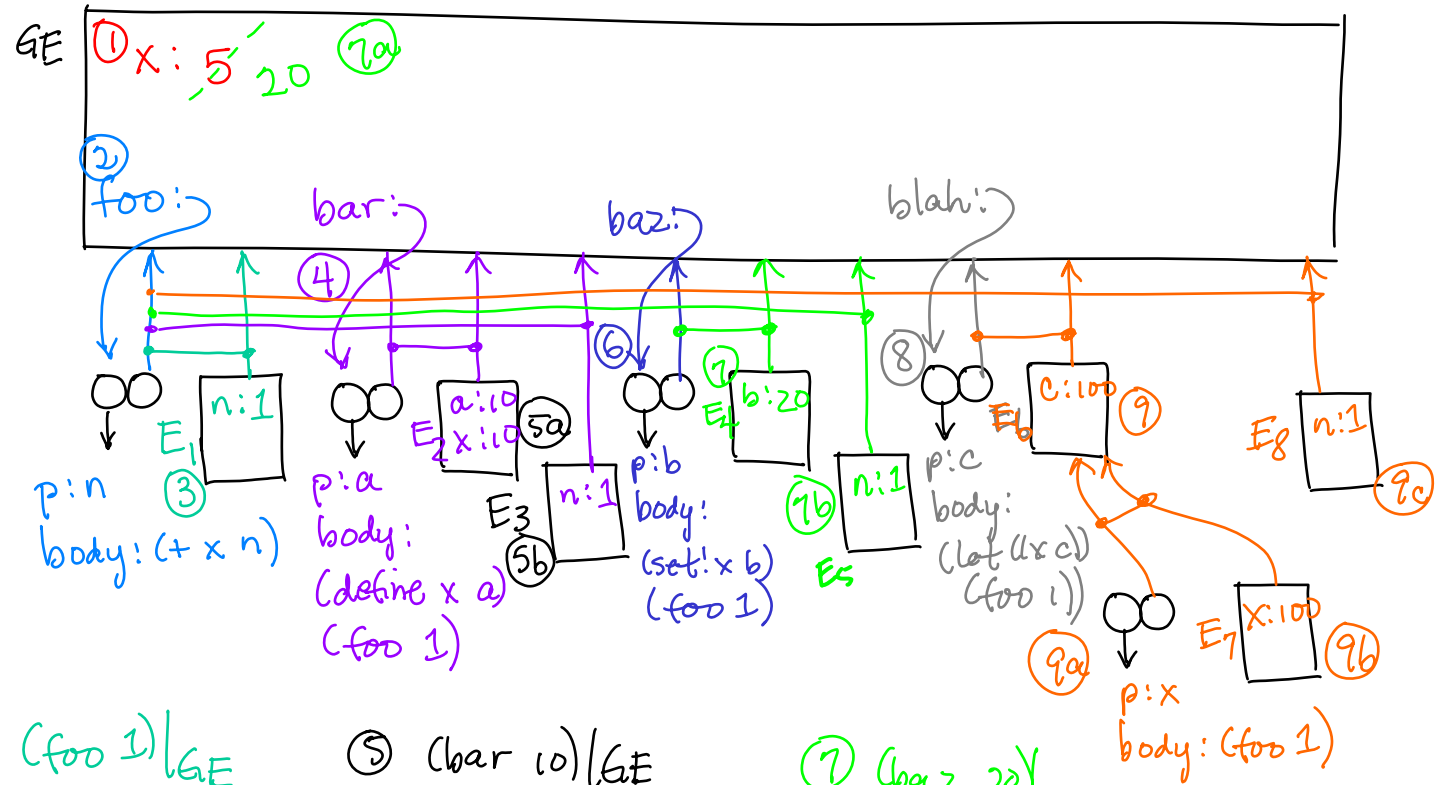 GE
1 x: 5 20 7a
2
foo: bar: baz: blah:
4
6
8
n:1
E1
3
p:n
body: (+ x n)
a:10
x:10
E2
5a
p:a
body:
(define x a)
(foo 1)
n:1
E3
5b
7
b:20
E4
p:b
body:
(set! x b)
(foo 1)
n:1
7b
E5
c:100
E6
9
p:c
body:
(let ((x c))
(foo 1))
n:1
E8
9c
9a
p:x
body: (foo 1)
x:100
E7
9b
(foo 1)|GE
5 (bar 10)|GE
7